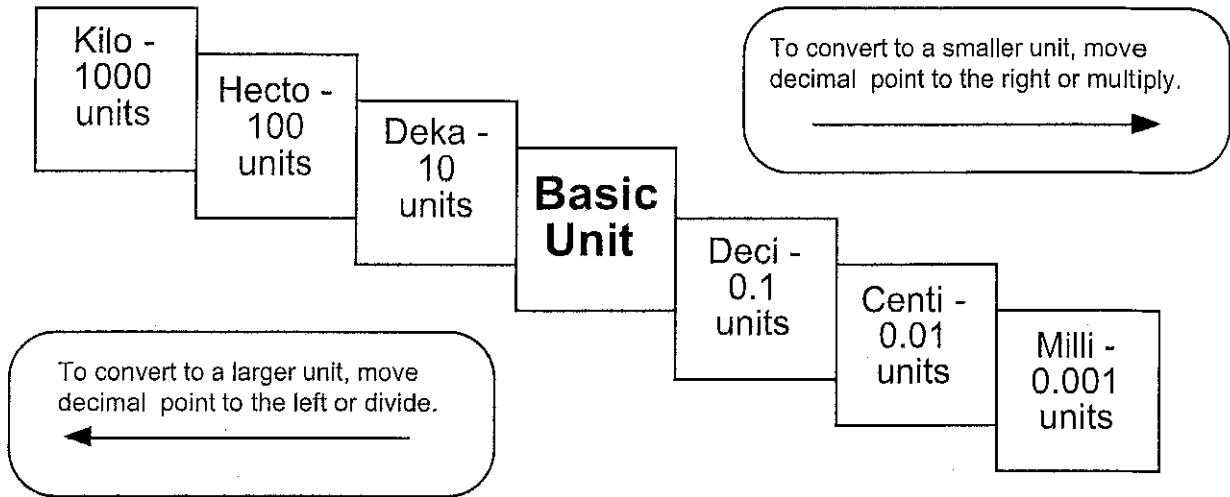 Kilo -
1000
units
Hecto -
100
units
Deka -
10
units
Basic
Unit
Deci -
0.1
units
Centi -
0.01
units
Milli -
0.001
units
To convert to a smaller unit, move
decimal point to the right or multiply.
To convert to a larger unit, move
decimal point to the left or divide.